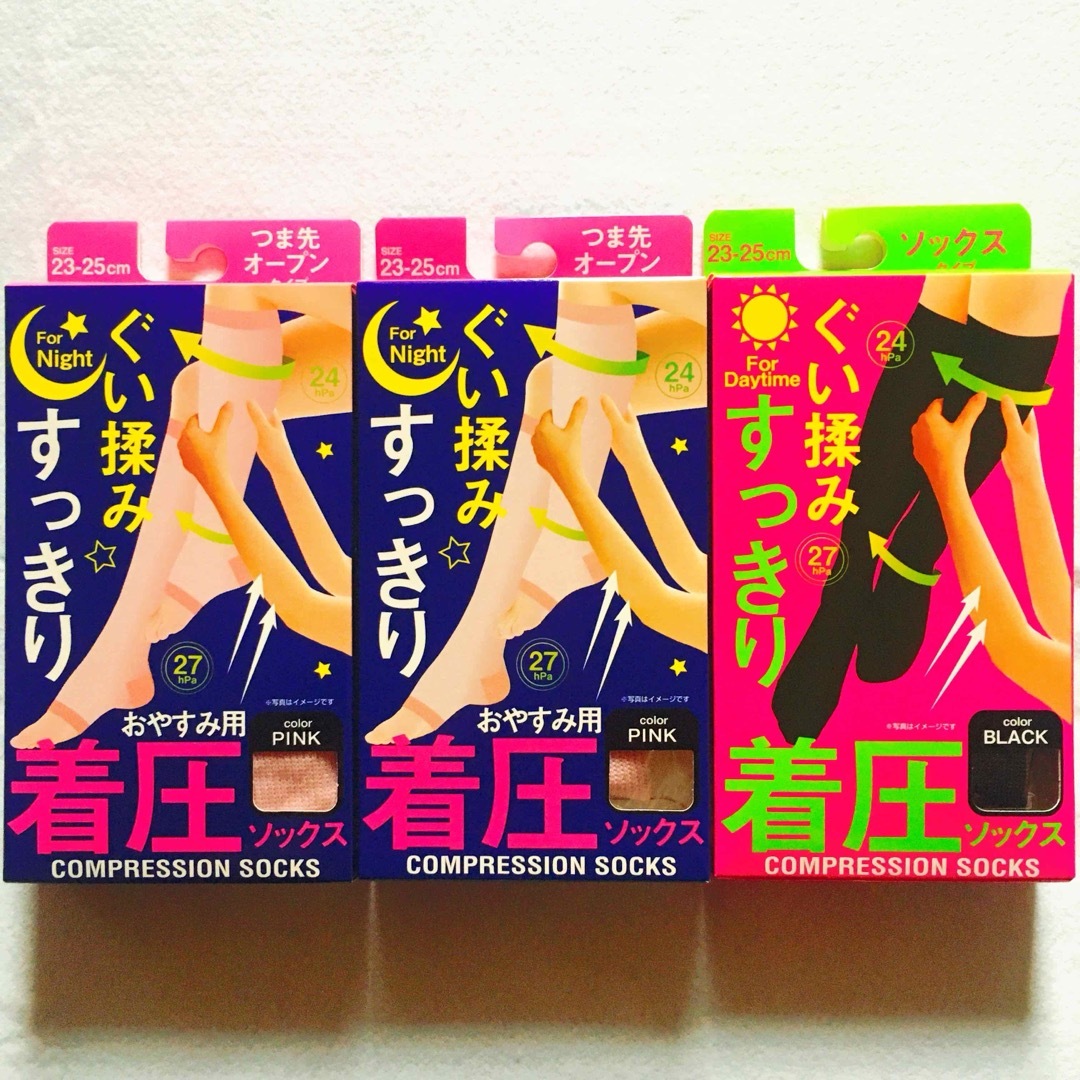 SIZE
23-25cm
つま先
オープン
タイプ
For
Night
ぐい揉み
すっきり
24
hPa
27
hPa
※写真はイメージです
おやすみ用
color
PINK
着圧ソックス
COMPRESSION SOCKS
SIZE
23-25cm
つま先
オープン
For
Night
ぐい揉み
すっきり
24
hPa
27
hPa
※写真はイメージです
おやすみ用
color
PINK
着圧ソックス
COMPRESSION SOCKS
SIZE
23-25cm
ソックス
タイプ
For
Daytime
ぐい揉み
すっきり
24
hPa
27
hPa
※写真はイメージです
color
BLACK
着圧ソックス
COMPRESSION SOCKS